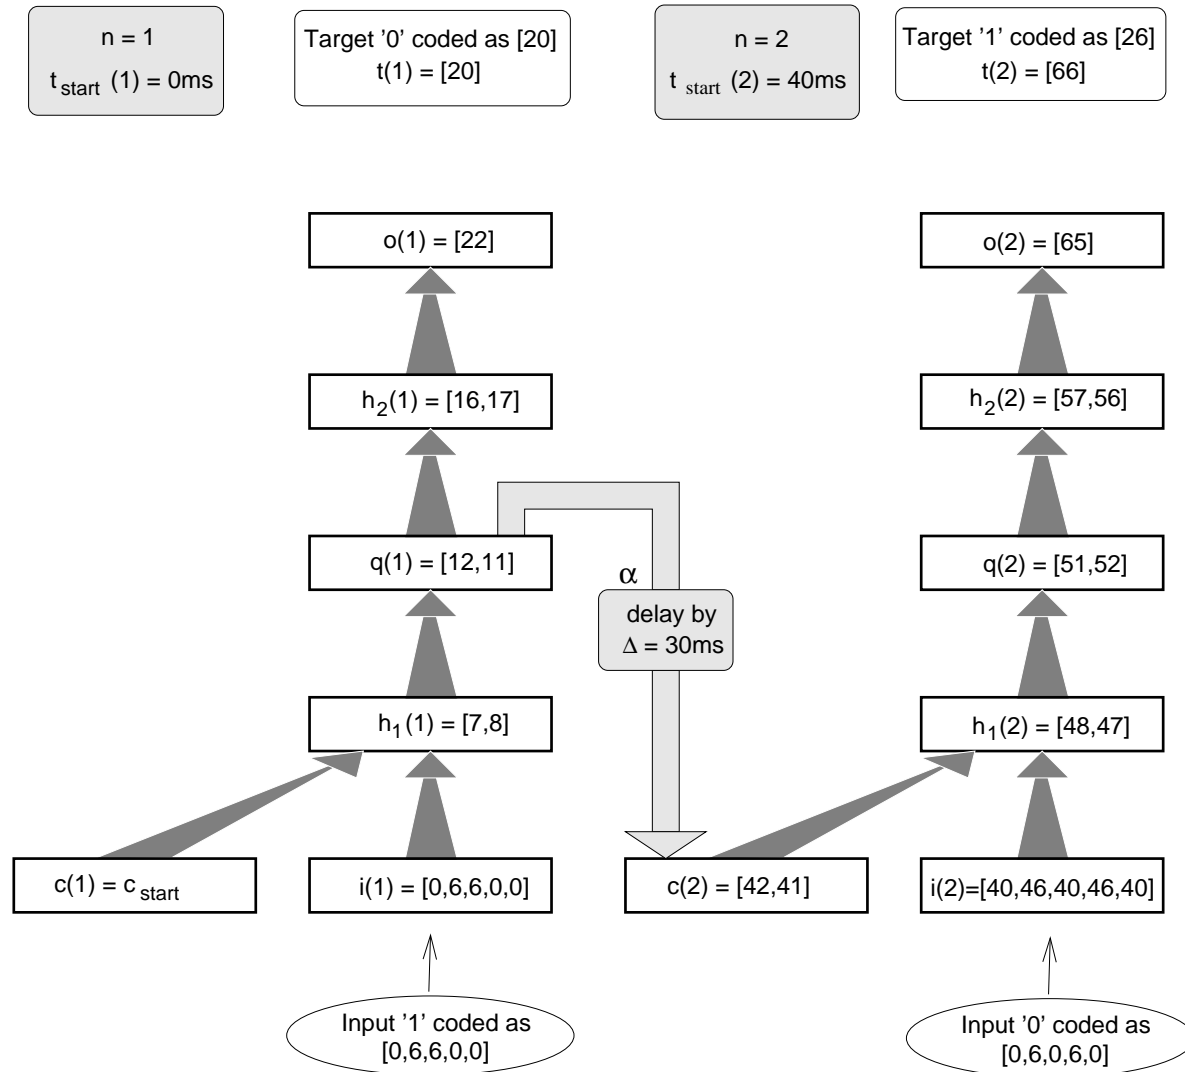 n = 1
t start (1) = 0ms
Target '0' coded as [20]
t(1) = [20]
n = 2
t start (2) = 40ms
Target '1' coded as [26]
t(2) = [66]
o(1) = [22]
o(2) = [65]
h2(1) = [16,17]
h2(2) = [57,56]
q(1) = [12,11]
q(2) = [51,52]
α
delay by
Δ = 30ms
h1(1) = [7,8]
h1(2) = [48,47]
c(1) = c start
i(1) = [0,6,6,0,0]
c(2) = [42,41]
i(2)=[40,46,40,46,40]
Input '1' coded as
[0,6,6,0,0]
Input '0' coded as
[0,6,0,6,0]